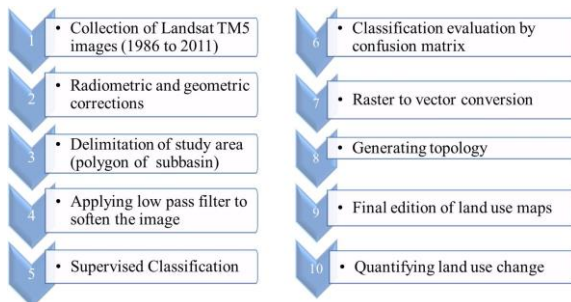 1
• Collection of Landsat TM5
images (1986 to 2011)
2
• Radiometric and geometric
corrections
3
• Delimitation of study area
(polygon of subbasin)
4
• Applying low pass filter to
soften the image
5
• Supervised Classification
6
• Classification evaluation by
confusion matrix
7
• Raster to vector conversion
8
• Generating topology
9
• Final edition of land use maps
10
• Quantifying land use change